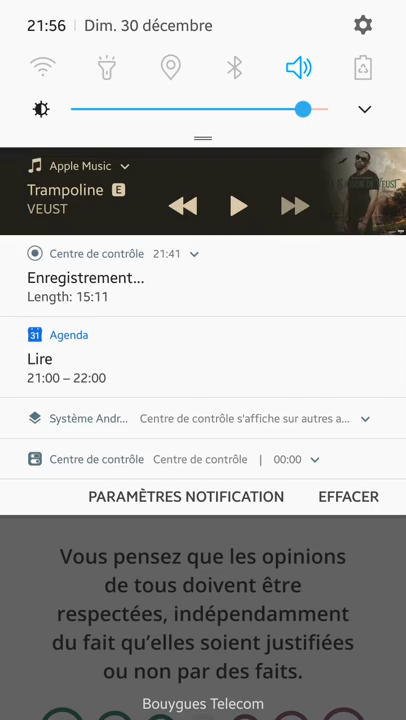 21:56 | Dim. 30 décembre
Apple Music
Trampoline E
VEUST
Centre de contrôle 21:41
Enregistrement...
Length: 15:11
31 Agenda
Lire
21:00 – 22:00
Système Andr... Centre de contrôle s'affiche sur autres a...
Centre de contrôle Centre de contrôle | 00:00
PARAMÈTRES NOTIFICATION EFFACER
Vous pensez que les opinions
de tous doivent être
respectées, indépendamment
du fait qu’elles soient justifiées
ou non par des faits.
Bouygues Telecom